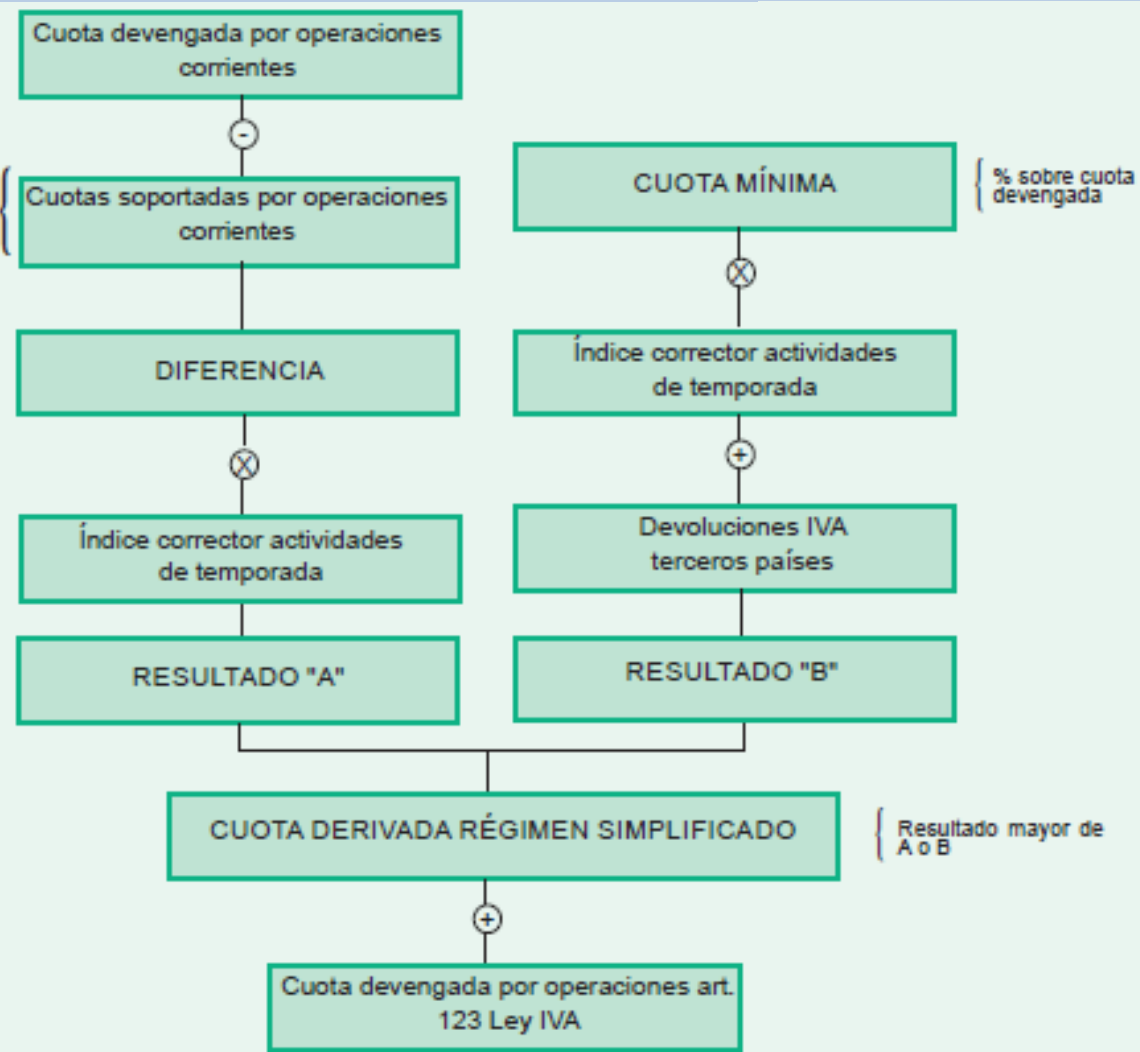 Cuota devengada por operaciones
corrientes
-
Cuotas soportadas por operaciones
corrientes
DIFERENCIA
X
Índice corrector actividades
de temporada
RESULTADO "A"
CUOTA MÍNIMA
% sobre cuota
devengada
X
Índice corrector actividades
de temporada
+
Devoluciones IVA
terceros países
RESULTADO "B"
CUOTA DERIVADA RÉGIMEN SIMPLIFICADO
Resultado mayor de
A o B
+
Cuota devengada por operaciones art.
123 Ley IVA